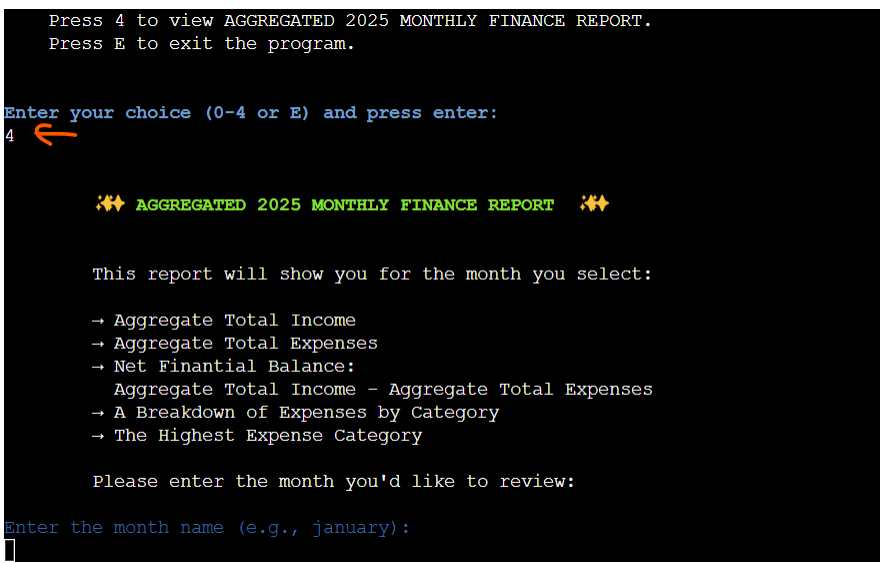 Press 4 to view AGGREGATED 2025 MONTHLY FINANCE REPORT.
Press E to exit the program.
Enter your choice (0-4 or E) and press enter:
4
✨ AGGREGATED 2025 MONTHLY FINANCE REPORT ✨
This report will show you for the month you select:
→ Aggregate Total Income
→ Aggregate Total Expenses
→ Net Finantial Balance:
Aggregate Total Income - Aggregate Total Expenses
→ A Breakdown of Expenses by Category
→ The Highest Expense Category
Please enter the month you'd like to review:
Enter the month name (e.g., january):